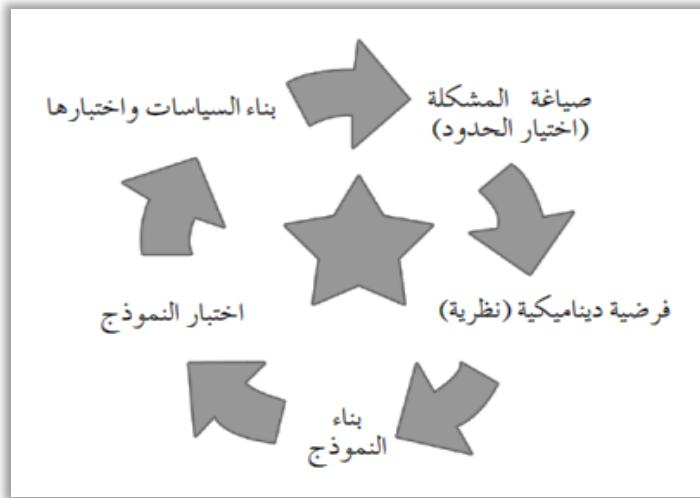 صياغة المشكلة
(اختيار الحدود)
فرضية ديناميكية (نظرية)
بناء
النموذج
اختبار النموذج
بناء السياسات واختبارها